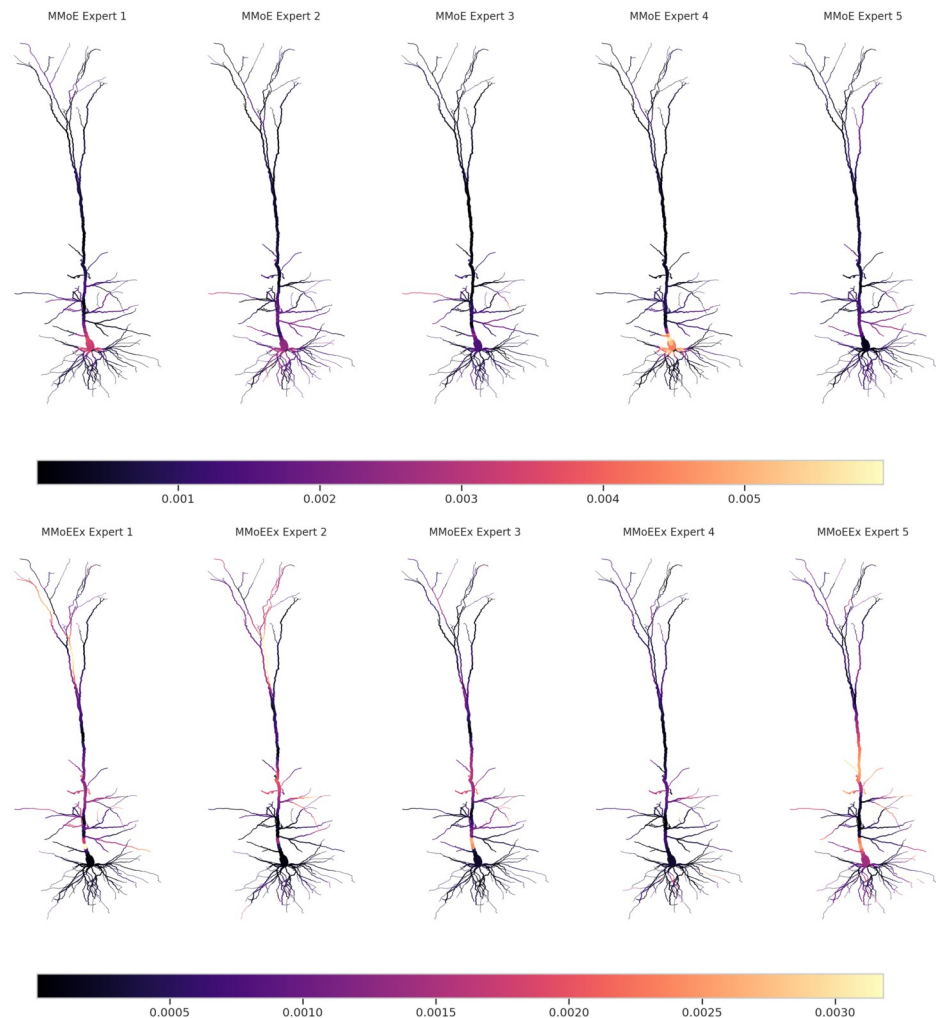 MMoE Expert 1
MMoE Expert 2
MMoE Expert 3
MMoE Expert 4
MMoE Expert 5
0.001
0.002
0.003
0.004
0.005
MMoEEx Expert 1
MMoEEx Expert 2
MMoEEx Expert 3
MMoEEx Expert 4
MMoEEx Expert 5
0.0005
0.0010
0.0015
0.0020
0.0025
0.0030